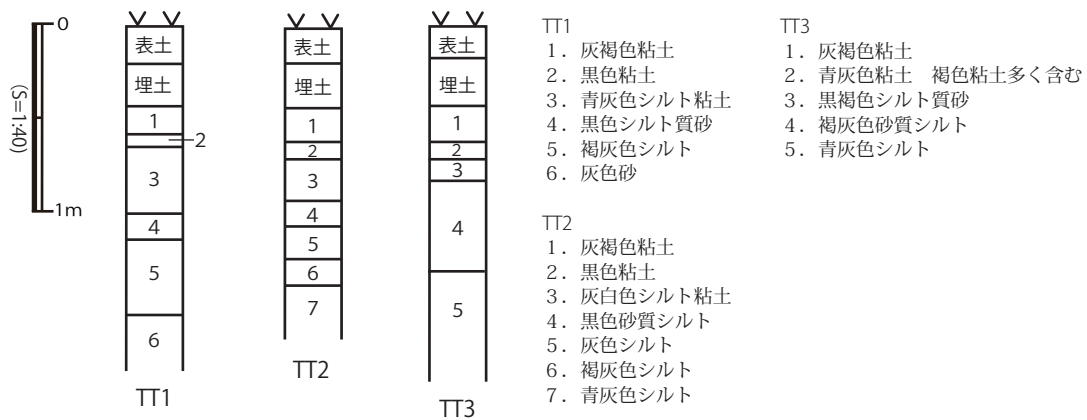 0
1m
(S=1:40)
表土
埋土
1
2
3
4
5
6
TT1
表土
埋土
1
2
3
4
5
6
7
TT2
表土
埋土
1
2
3
4
5
TT3
TT1
1．灰褐色粘土
2．黒色粘土
3．青灰色シルト粘土
4．黒色シルト質砂
5．褐灰色シルト
6．灰色砂
TT2
1．灰褐色粘土
2．黒色粘土
3．灰白色シルト粘土
4．黒色砂質シルト
5．灰色シルト
6．褐灰色シルト
7．青灰色シルト
TT3
1．灰褐色粘土
2．青灰色粘土　褐色粘土多く含む
3．黒褐色シルト質砂
4．褐灰色砂質シルト
5．青灰色シルト